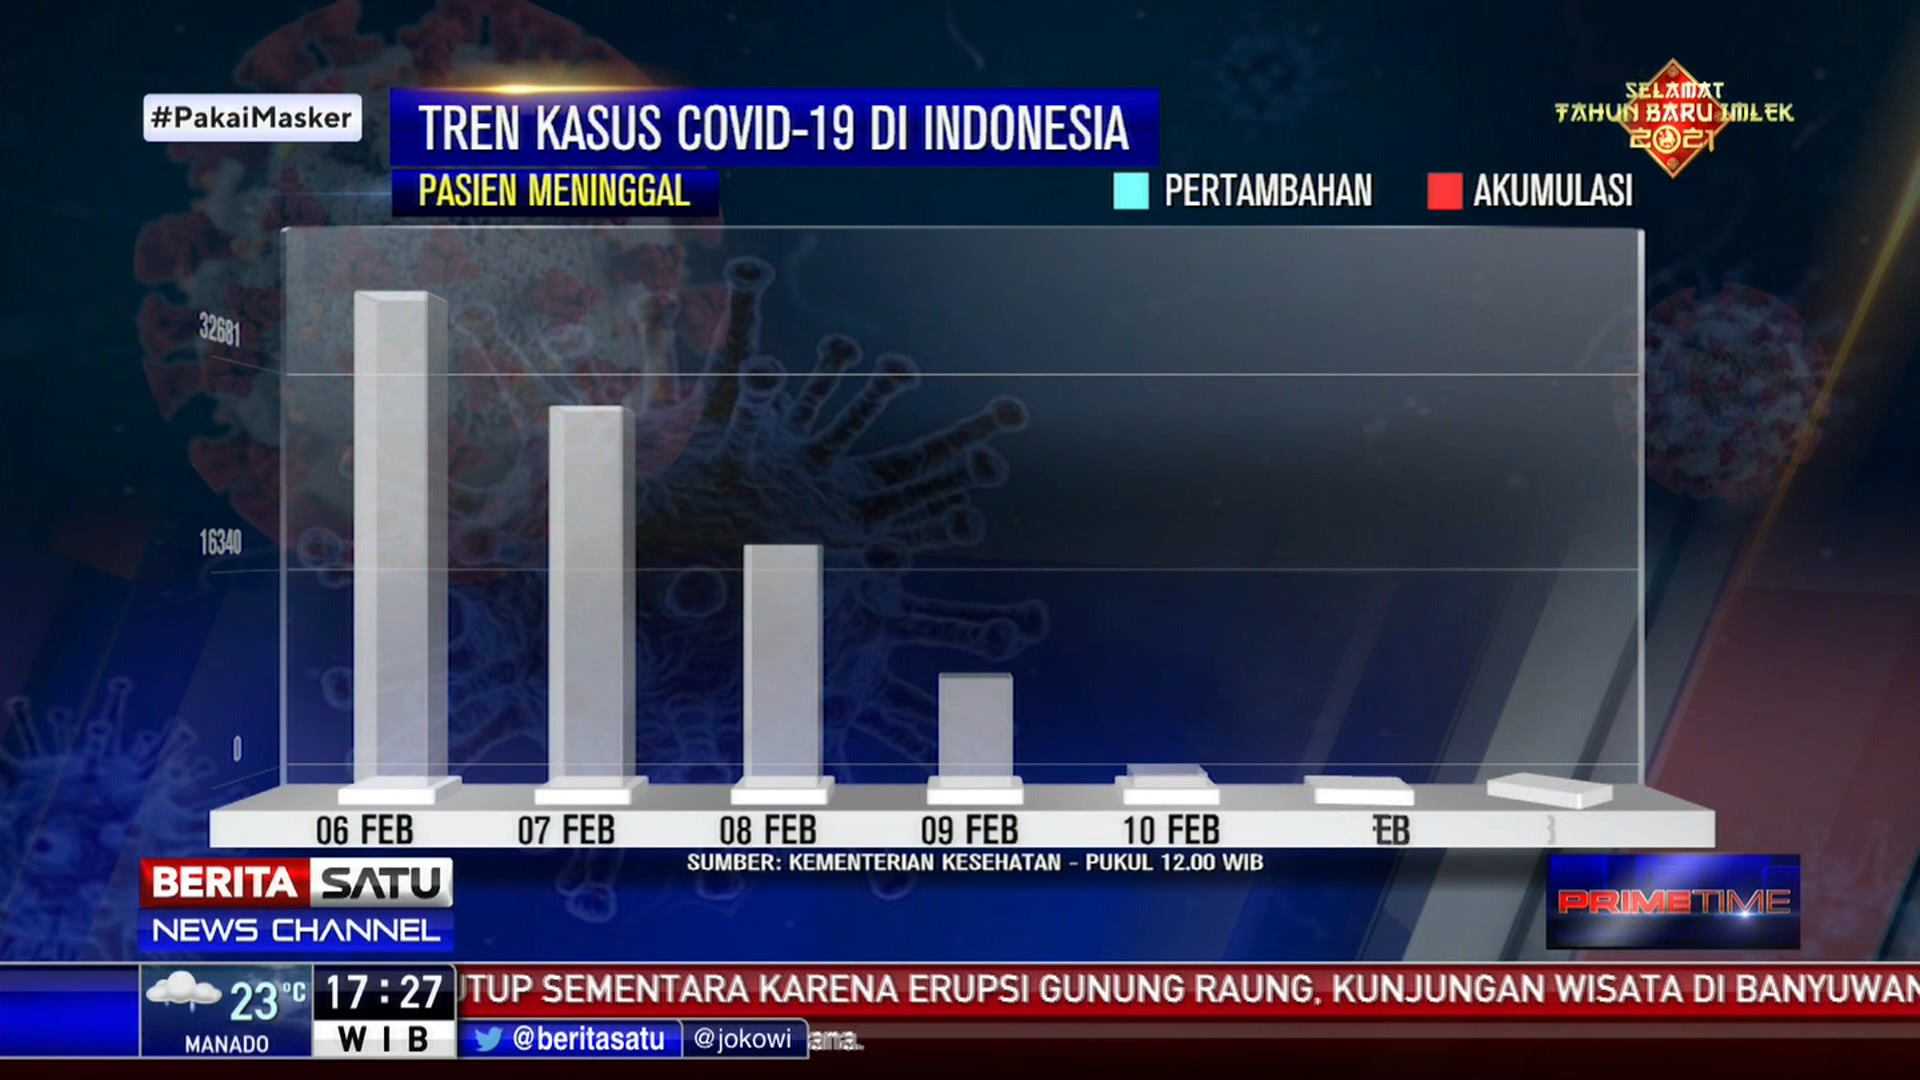 #PakaiMasker
TREN KASUS COVID-19 DI INDONESIA
PASIEN MENINGGAL
PERTAMBAHAN
AKUMULASI
SELAMAT
TAHUN BARU IMLEK
2021
32681
16340
0
06 FEB
07 FEB
08 FEB
09 FEB
10 FEB
EB
SUMBER: KEMENTERIAN KESEHATAN - PUKUL 12.00 WIB
BERITA SATU
NEWS CHANNEL
PRIMETIME
23°C
MANADO
17:27
WIB
UTUP SEMENTARA KARENA ERUPSI GUNUNG RAUNG, KUNJUNGAN WISATA DI BANYUWAN
@beritasatu
@jokowi